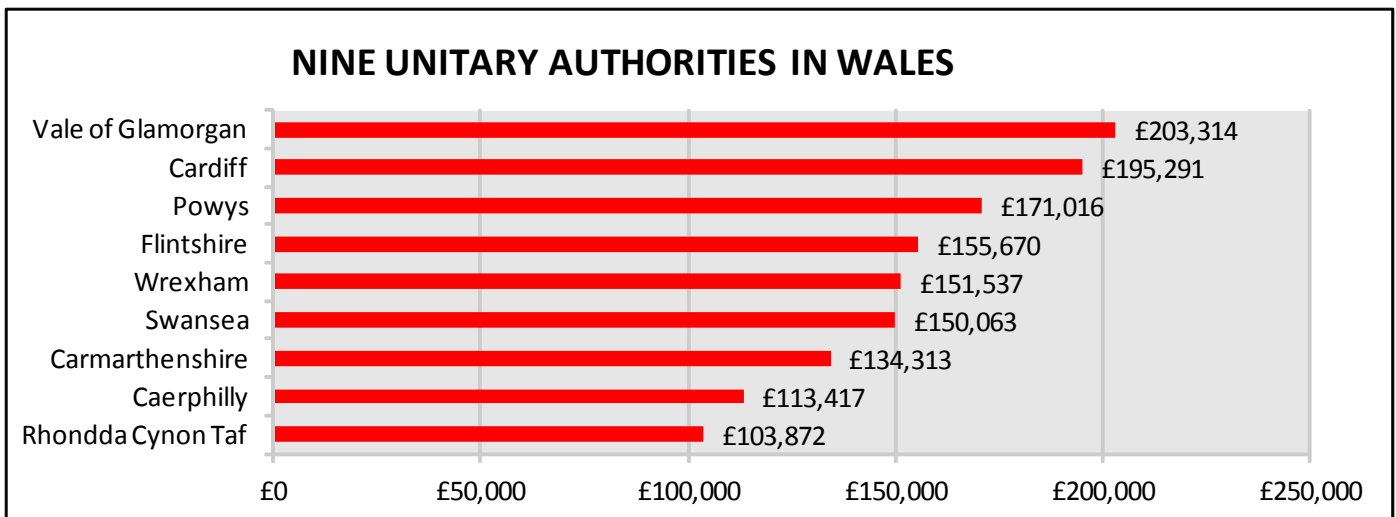 NINE UNITARY AUTHORITIES IN WALES
Vale of Glamorgan £203,314
Cardiff £195,291
Powys £171,016
Flintshire £155,670
Wrexham £151,537
Swansea £150,063
Carmarthenshire £134,313
Caerphilly £113,417
Rhondda Cynon Taf £103,872
£0 £50,000 £100,000 £150,000 £200,000 £250,000